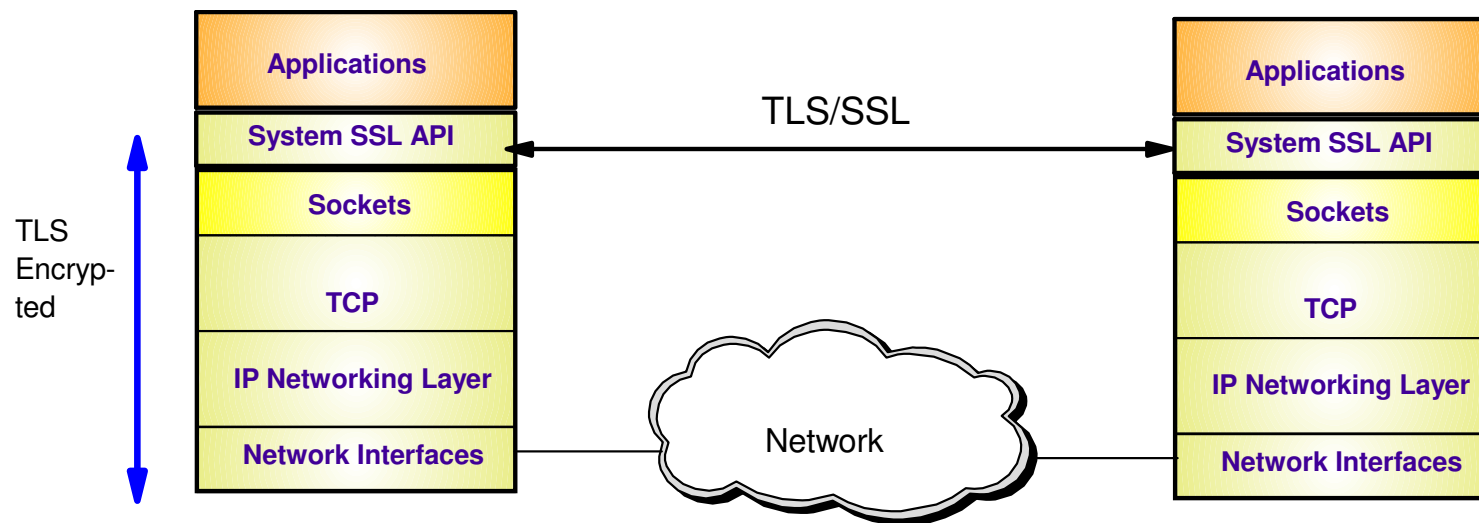 Applications
System SSL API
Sockets
TCP
IP Networking Layer
Network Interfaces
TLS
Encryp-
ted
TLS/SSL
Network
Applications
System SSL API
Sockets
TCP
IP Networking Layer
Network Interfaces